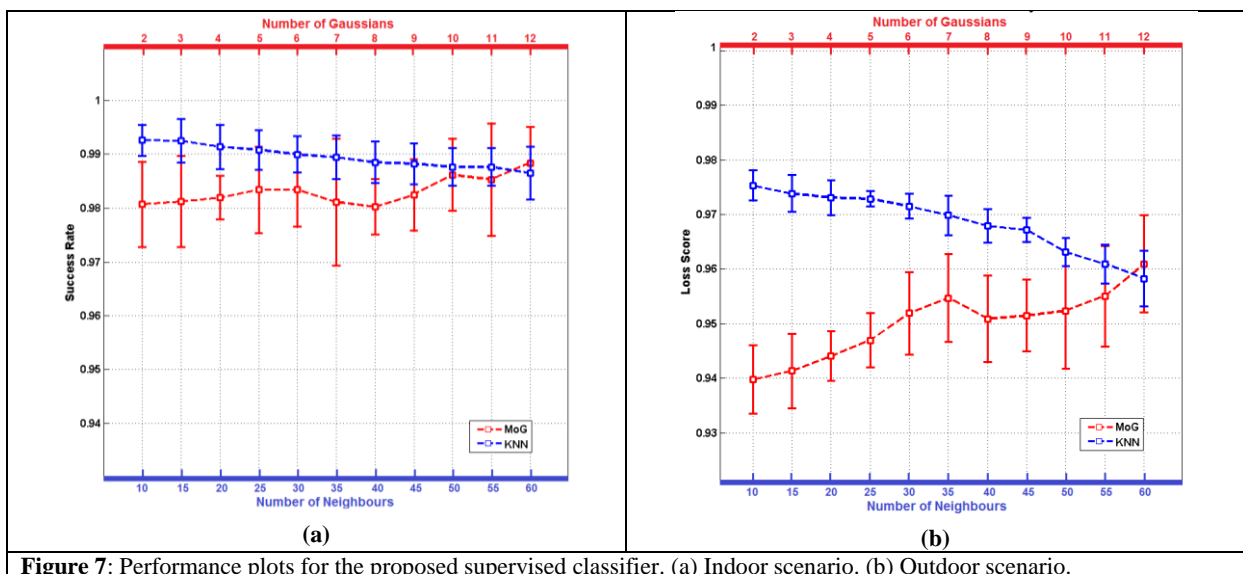 Number of Gaussians
2 3 4 5 6 7 8 9 10 11 12
1
0.99
0.98
0.97
0.96
0.95
0.94
Success Rate
MoG
KNN
10 15 20 25 30 35 40 45 50 55 60
Number of Neighbours
(a)
Number of Gaussians
2 3 4 5 6 7 8 9 10 11 12
1
0.99
0.98
0.97
0.96
0.95
0.94
0.93
Loss Score
MoG
KNN
10 15 20 25 30 35 40 45 50 55 60
Number of Neighbours
(b)
Figure 7: Performance plots for the proposed supervised classifier. (a) Indoor scenario. (b) Outdoor scenario.